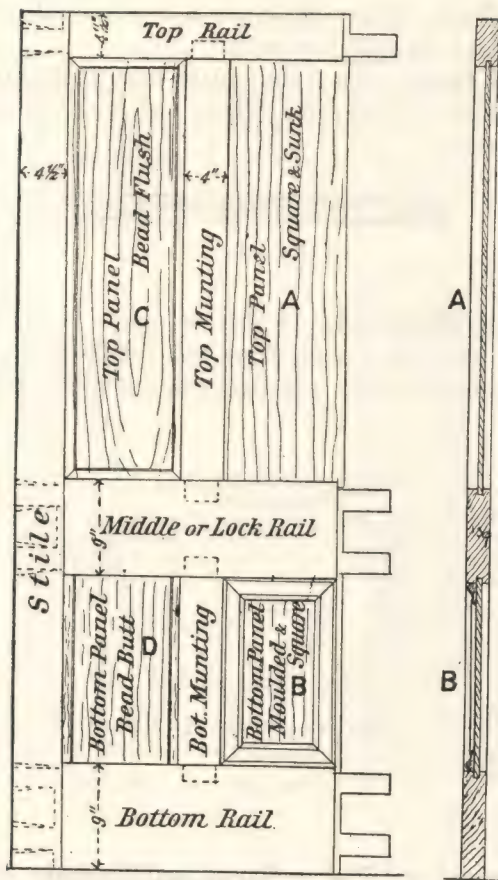 4½"
Top Rail
4½"
4"
Top Panel
Bead Flush
C
Top Munting
Top Panel
Square & Sunk
A
A
Stile
9"
Middle or Lock Rail
Bottom Panel
Bead Butt
D
Bot. Munting
Bottom Panel
Moulded &
Square
B
B
9"
Bottom Rail